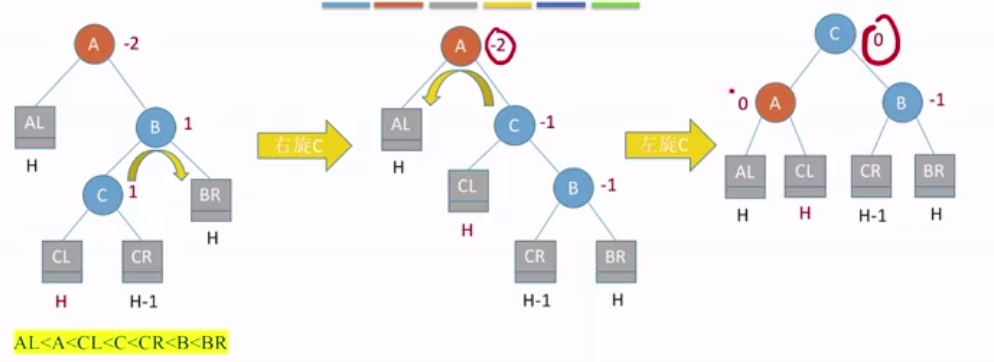 A -2
AL
H
B 1
C 1
BR
H
CL
CR
H
H-1
AL<A<CL<C<CR<B<BR
右旋C
A -2
AL
H
C -1
CL
H
B -1
CR
BR
H-1
H
左旋C
C 0
0 A
B -1
AL
CL
CR
BR
H
H
H-1
H